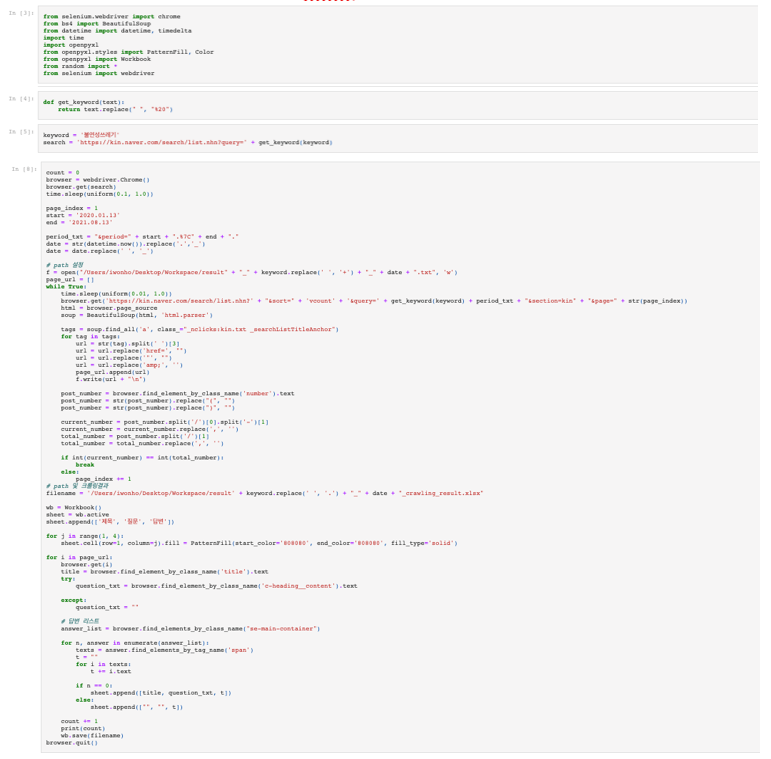 In [3]:
from selenium.webdriver import chrome
from bs4 import BeautifulSoup
from datetime import datetime, timedelta
import time
import openpyxl
from openpyxl.styles import PatternFill, Color
from openpyxl import Workbook
from random import *
from selenium import webdriver
In [4]:
def get_keyword(text):
    return text.replace(" ", "%20")
In [5]:
keyword = '불안성쓰레기'
search = 'https://kin.naver.com/search/list.nhn?query=' + get_keyword(keyword)
In [8]:
count = 0
browser = webdriver.Chrome()
browser.get(search)
time.sleep(uniform(0.1, 1.0))
page_index = 1
start = '2020.01.13'
end = '2021.08.13'
period_txt = "&period=" + start + ".%7C" + end + "."
date = str(datetime.now()).replace('.','_')
date = date.replace(' ', '_')
# path 설정
f = open("/Users/iwonho/Desktop/Workspace/result" + "_" + keyword.replace(' ', '+') + "_" + date + ".txt", 'w')
page_url = []
while True:
    time.sleep(uniform(0.01, 1.0))
    browser.get('https://kin.naver.com/search/list.nhn?' + "&sort=" + 'vcount' + '&query=' + get_keyword(keyword) + period_txt + "&section=kin" + "&page=" + str(page_index))
    html = browser.page_source
    soup = BeautifulSoup(html, 'html.parser')
    tags = soup.find_all('a', class_="_nclicks:kin.txt _searchListTitleAnchor")
    for tag in tags:
        url = str(tag).split(' ')[3]
        url = url.replace('href=', "")
        url = url.replace('"', "")
        url = url.replace('amp;', '')
        page_url.append(url)
        f.write(url + "\n")
    post_number = browser.find_element_by_class_name('number').text
    post_number = str(post_number).replace("(", "")
    post_number = str(post_number).replace(")", "")
    current_number = post_number.split('/')[0].split('-')[1]
    current_number = current_number.replace(',', '')
    total_number = post_number.split('/')[1]
    total_number = total_number.replace(',', '')
    if int(current_number) == int(total_number):
        break
    else:
        page_index += 1
# path 및 크롤링결과
filename = '/Users/iwonho/Desktop/Workspace/result' + keyword.replace(' ', '.') + "_" + date + "_crawling_result.xlsx"
wb = Workbook()
sheet = wb.active
sheet.append(['제목', '질문', '답변'])
for j in range(1, 4):
    sheet.cell(row=1, column=j).fill = PatternFill(start_color='808080', end_color='808080', fill_type='solid')
for i in page_url:
    browser.get(i)
    title = browser.find_element_by_class_name('title').text
    try:
        question_txt = browser.find_element_by_class_name('c-heading__content').text
    except:
        question_txt = ""
    # 답변 리스트
    answer_list = browser.find_elements_by_class_name("se-main-container")
    for n, answer in enumerate(answer_list):
        texts = answer.find_elements_by_tag_name('span')
        t = ""
        for i in texts:
            t += i.text
        if n == 0:
            sheet.append([title, question_txt, t])
        else:
            sheet.append(["", "", t])
    count += 1
    print(count)
    wb.save(filename)
browser.quit()